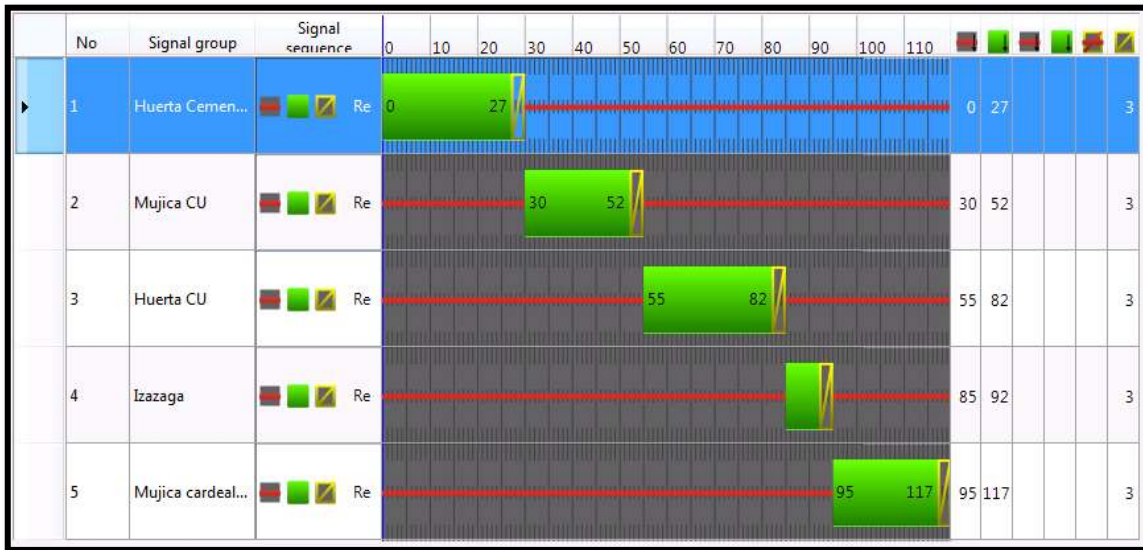 No Signal group Signal sequence 0 10 20 30 40 50 60 70 80 90 100 110
1 Huerta Cemen... Re 0 27 0 27 3
2 Mujica CU Re 30 52 30 52 3
3 Huerta CU Re 55 82 55 82 3
4 Izazaga Re 85 92 3
5 Mujica cardeal... Re 95 117 95 117 3